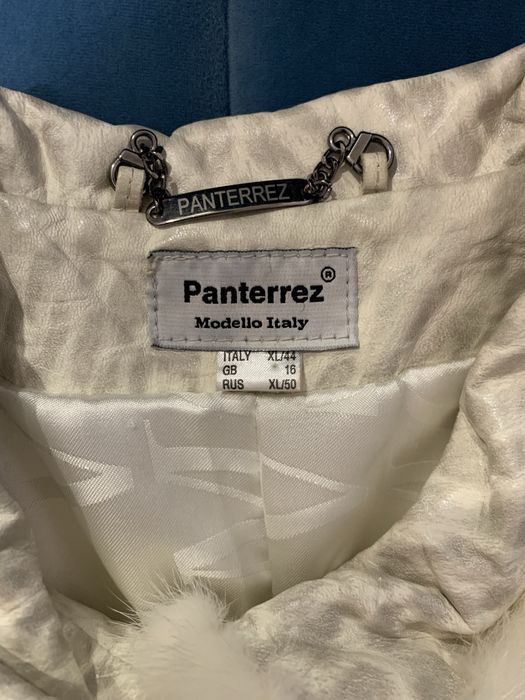 PANTERREZ
Panterrez®
Modello Italy
ITALY XL/44
GB 16
RUS XL/50